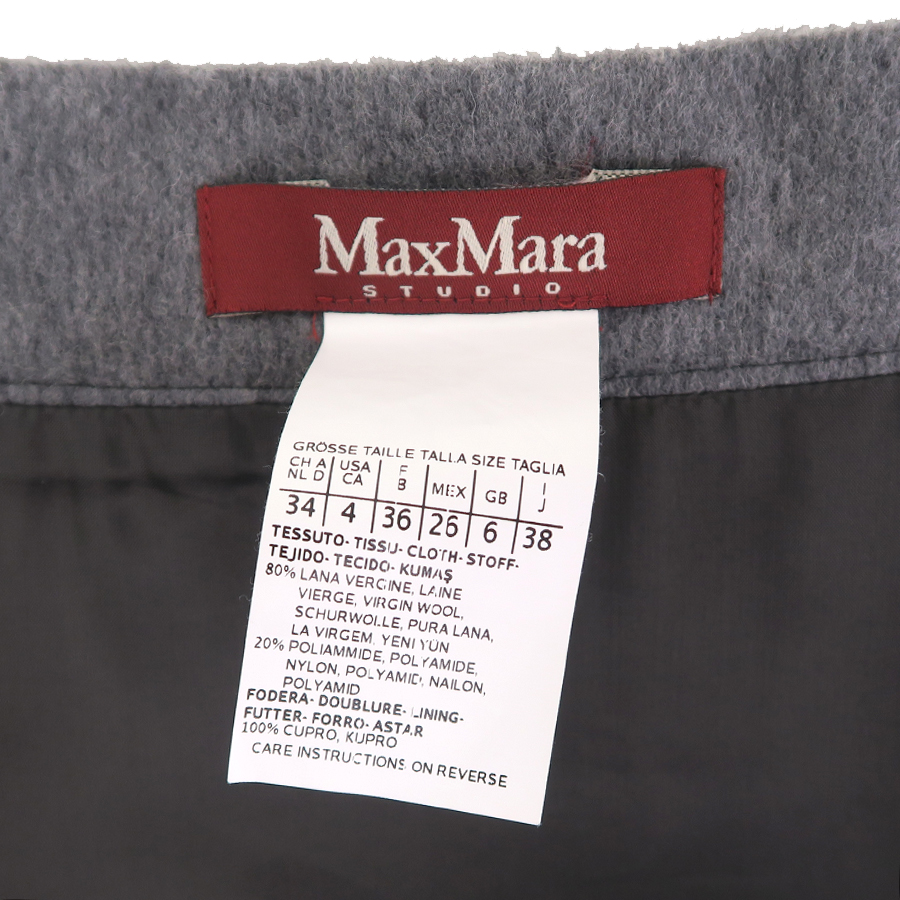 MaxMara
STUDIO
GRÖSSE TAILLE TALLA SIZE TAGLIA
CH A USA F MEX GB I
NL D CA B J
34 4 36 26 6 38
TESSUTO- TISSU- CLOTH- STOFF-
TEJIDO- TECIDO- KUMAŞ
80% LANA VERGINE, LAINE
VIERGE, VIRGIN WOOL,
SCHURWOLLE, PURA LANA,
LA VIRGEM, YENI YÜN
20% POLIAMMIDE, POLYAMIDE,
NYLON, POLYAMID, NAILON,
POLYAMID
FODERA- DOUBLURE- LINING-
FUTTER- FORRO- ASTAR
100% CUPRO, KUPRO
CARE INSTRUCTIONS ON REVERSE